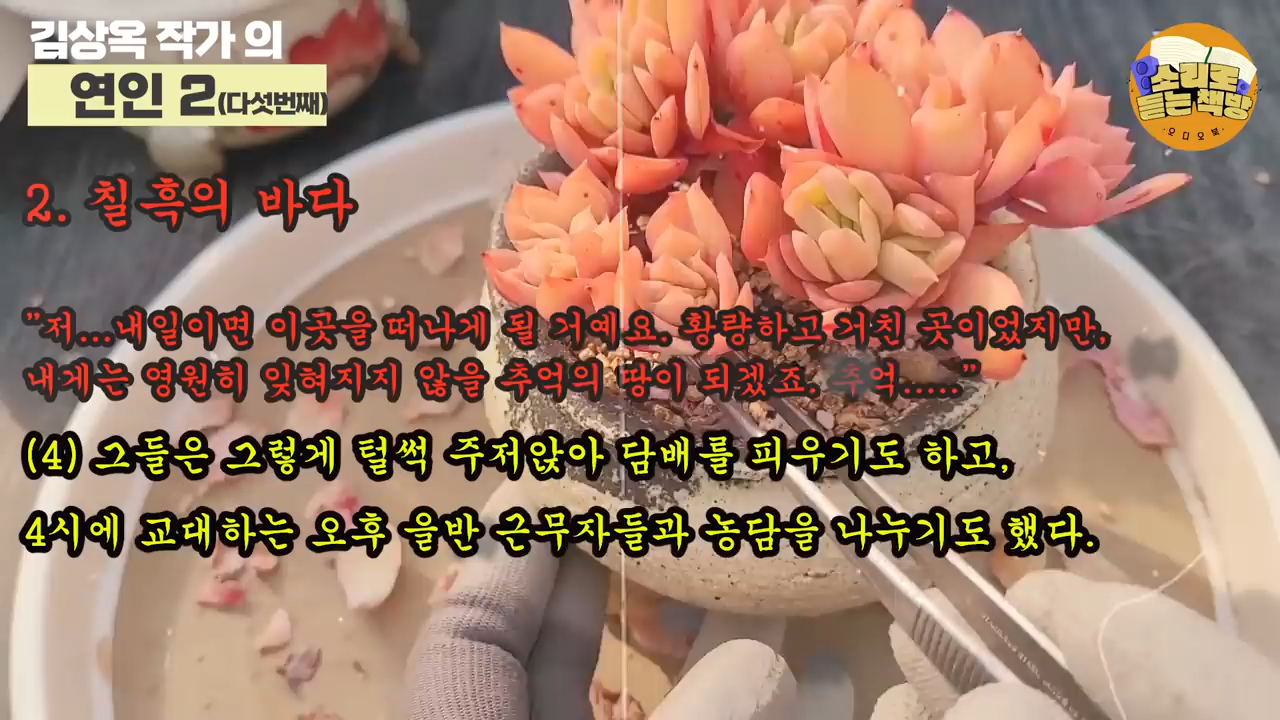 김상옥 작가 의
연인 2(다섯번째)
소리로
듣는 책방
·오디오북·
2. 칠흑의 바다
"저...내일이면 이곳을 떠나게 될 거예요. 황량하고 거친 곳이었지만,
내게는 영원히 잊혀지지 않을 추억의 땅이 되겠죠. 추억....."
(4) 그들은 그렇게 털썩 주저앉아 담배를 피우기도 하고,
4시에 교대하는 오후 을반 근무자들과 농담을 나누기도 했다.